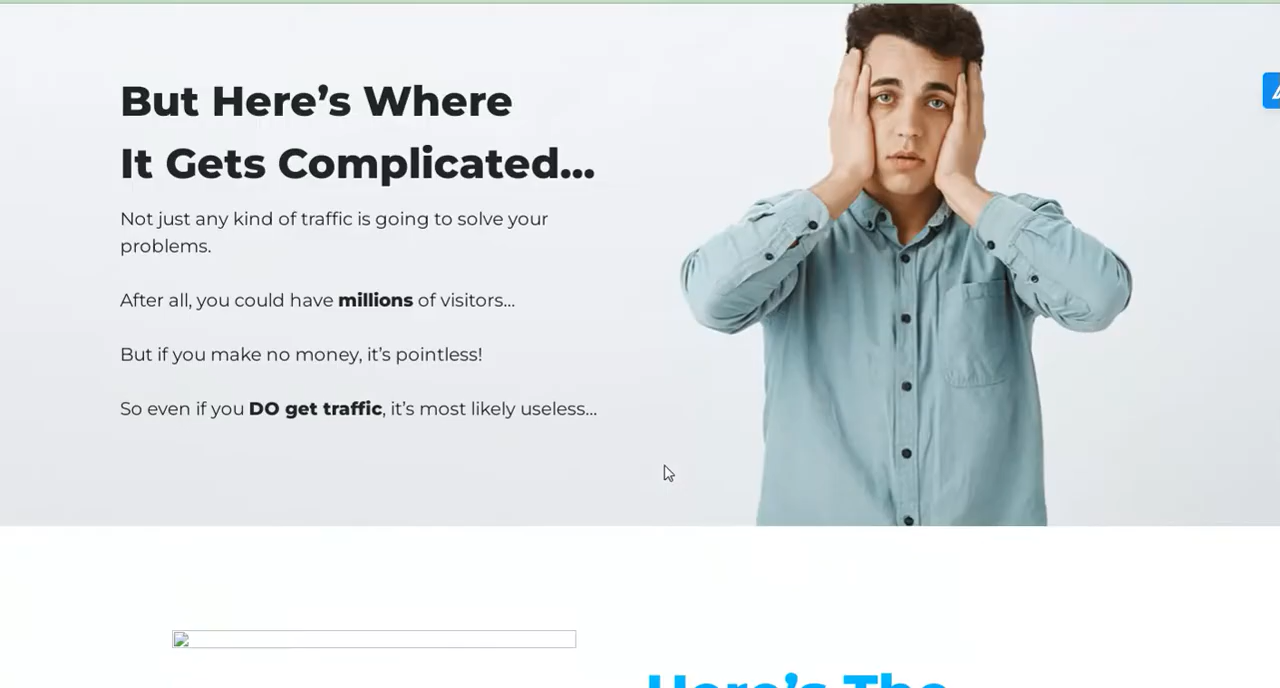 But Here’s Where
It Gets Complicated...
Not just any kind of traffic is going to solve your
problems.
After all, you could have millions of visitors...
But if you make no money, it’s pointless!
So even if you DO get traffic, it’s most likely useless...
Here’s The